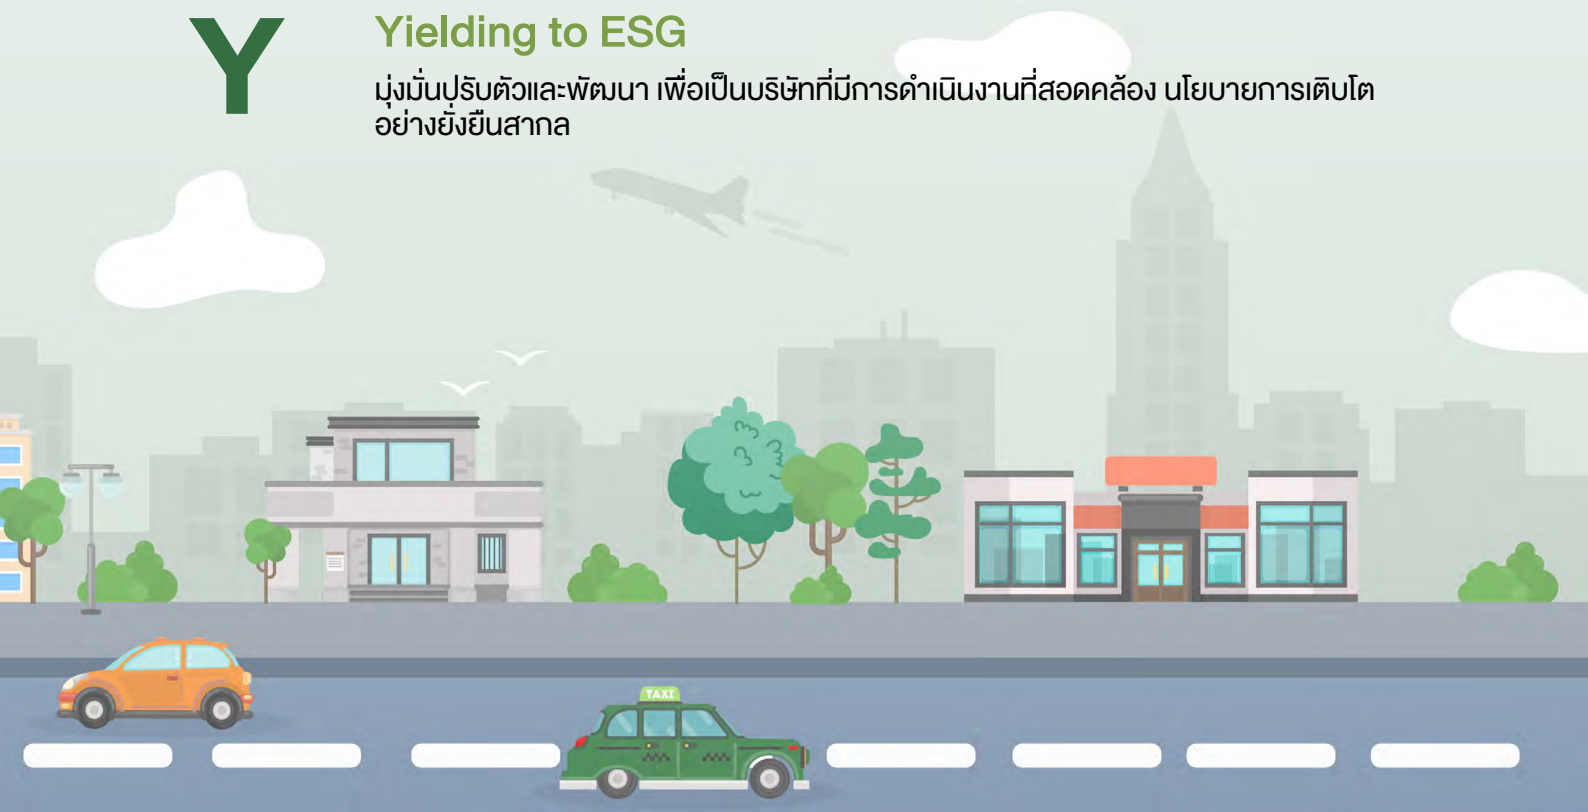 Y
Yielding to ESG
มุ่งมั่นปรับตัวและพัฒนา เพื่อเป็นบริษัทที่มีการดำเนินงานที่สอดคล้อง นโยบายการเติบโต
อย่างยั่งยืนสากล
TAXI